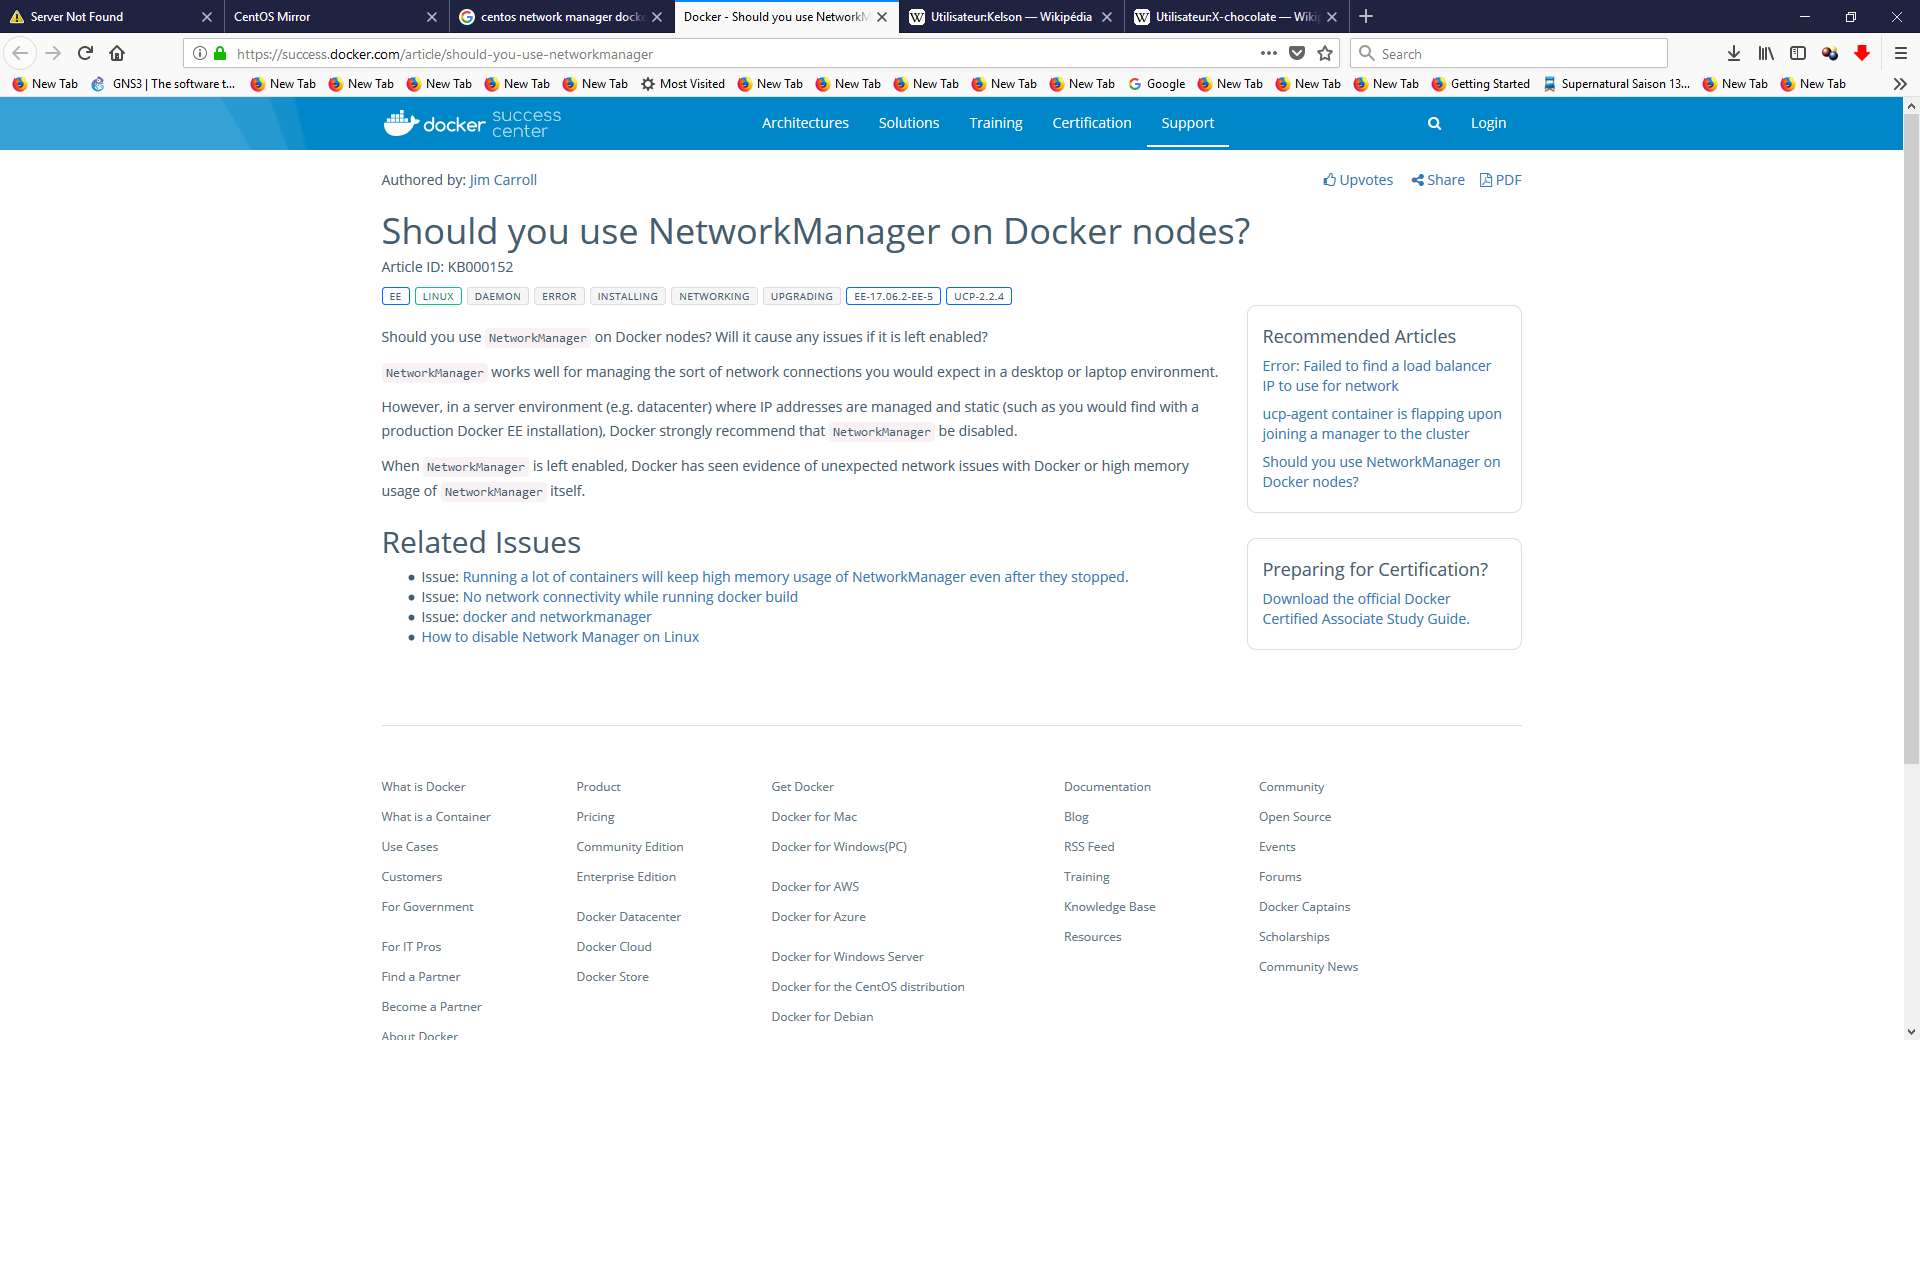 Server Not Found
CentOS Mirror
centos network manager docke
Docker - Should you use NetworkM
Utilisateur:Kelson — Wikipédia
Utilisateur:X-chocolate — Wiki
https://success.docker.com/article/should-you-use-networkmanager
Search
New Tab GNS3 | The software t... New Tab New Tab New Tab New Tab New Tab Most Visited New Tab New Tab New Tab New Tab New Tab Google New Tab New Tab New Tab Getting Started Supernatural Saison 13... New Tab New Tab
docker success center
Architectures Solutions Training Certification Support Login
Authored by: Jim Carroll
Upvotes Share PDF
Should you use NetworkManager on Docker nodes?
Article ID: KB000152
EE LINUX DAEMON ERROR INSTALLING NETWORKING UPGRADING EE-17.06.2-EE-5 UCP-2.2.4
Should you use NetworkManager on Docker nodes? Will it cause any issues if it is left enabled?
NetworkManager works well for managing the sort of network connections you would expect in a desktop or laptop environment.
However, in a server environment (e.g. datacenter) where IP addresses are managed and static (such as you would find with a
production Docker EE installation), Docker strongly recommend that NetworkManager be disabled.
When NetworkManager is left enabled, Docker has seen evidence of unexpected network issues with Docker or high memory
usage of NetworkManager itself.
Related Issues
Issue: Running a lot of containers will keep high memory usage of NetworkManager even after they stopped.
Issue: No network connectivity while running docker build
Issue: docker and networkmanager
How to disable Network Manager on Linux
Recommended Articles
Error: Failed to find a load balancer
IP to use for network
ucp-agent container is flapping upon
joining a manager to the cluster
Should you use NetworkManager on
Docker nodes?
Preparing for Certification?
Download the official Docker
Certified Associate Study Guide.
What is Docker
What is a Container
Use Cases
Customers
For Government
For IT Pros
Find a Partner
Become a Partner
About Docker
Product
Pricing
Community Edition
Enterprise Edition
Docker Datacenter
Docker Cloud
Docker Store
Get Docker
Docker for Mac
Docker for Windows(PC)
Docker for AWS
Docker for Azure
Docker for Windows Server
Docker for the CentOS distribution
Docker for Debian
Documentation
Blog
RSS Feed
Training
Knowledge Base
Resources
Community
Open Source
Events
Forums
Docker Captains
Scholarships
Community News